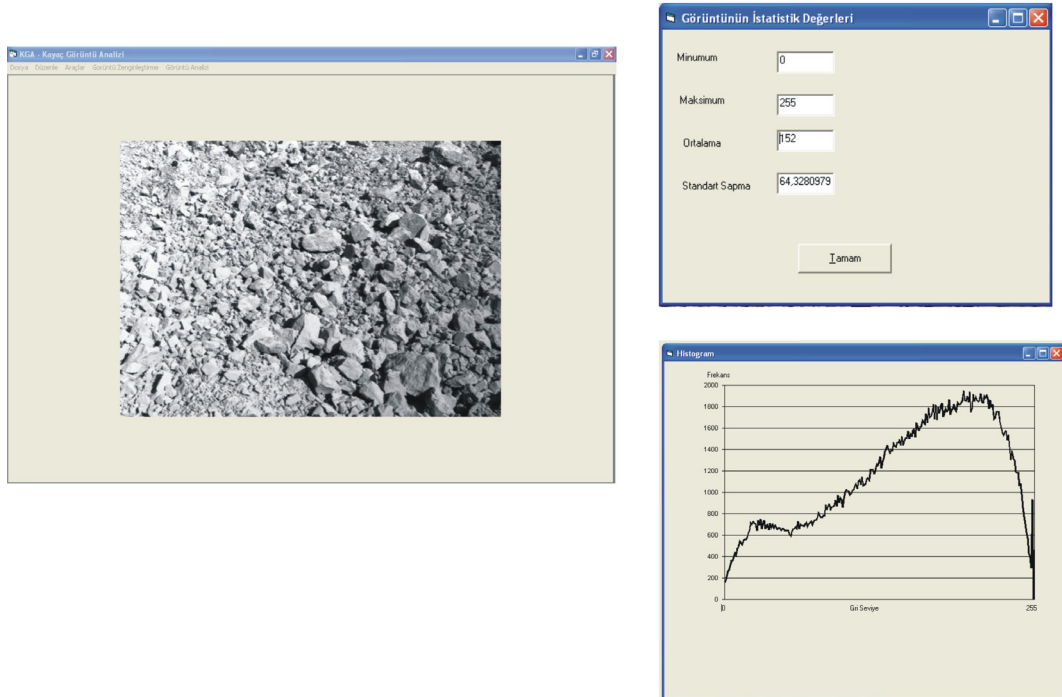 KGA - Kayaç Görüntü Analizi
Dosya Düzenle Araçlar Görüntü Zenginleştirme Görüntü Analizi
Görüntünün İstatistik Değerleri
Minumum 0
Maksimum 255
Ortalama 152
Standart Sapma 64,3280979
Tamam
Histogram
Frekans
2000
1800
1600
1400
1200
1000
800
600
400
200
0
0 Gri Seviye 255